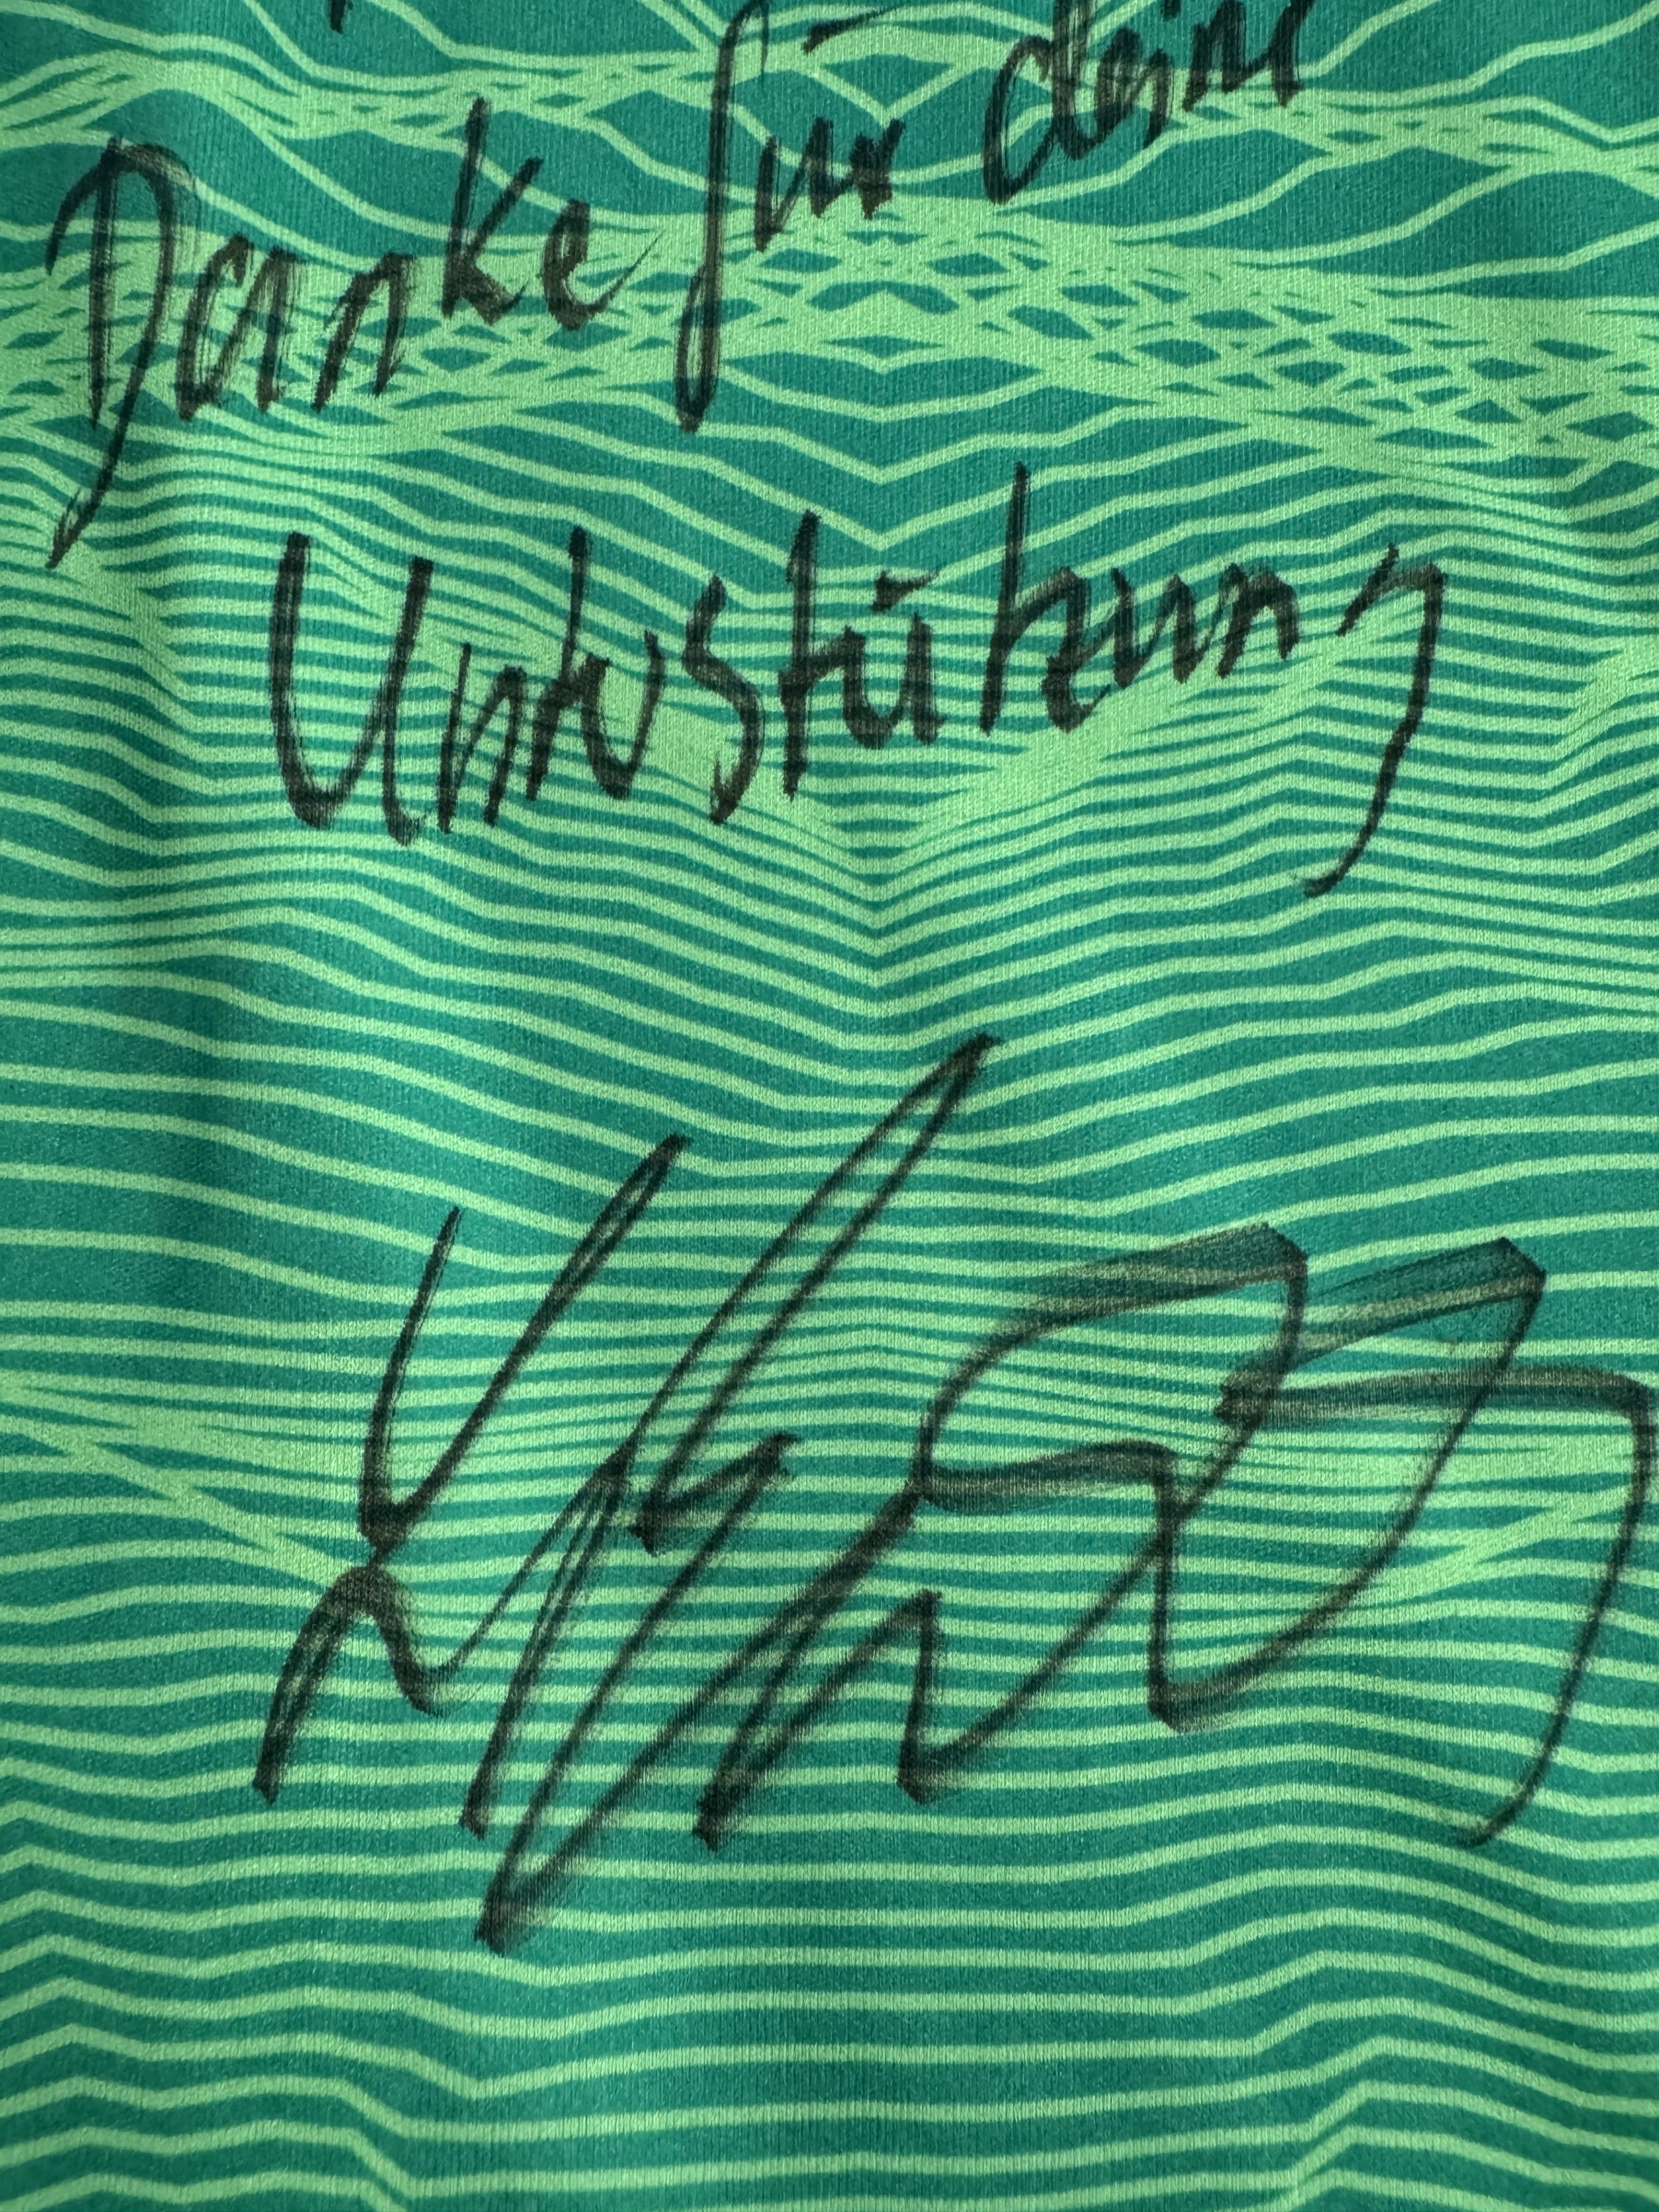 Danke für deine
Unterstützung